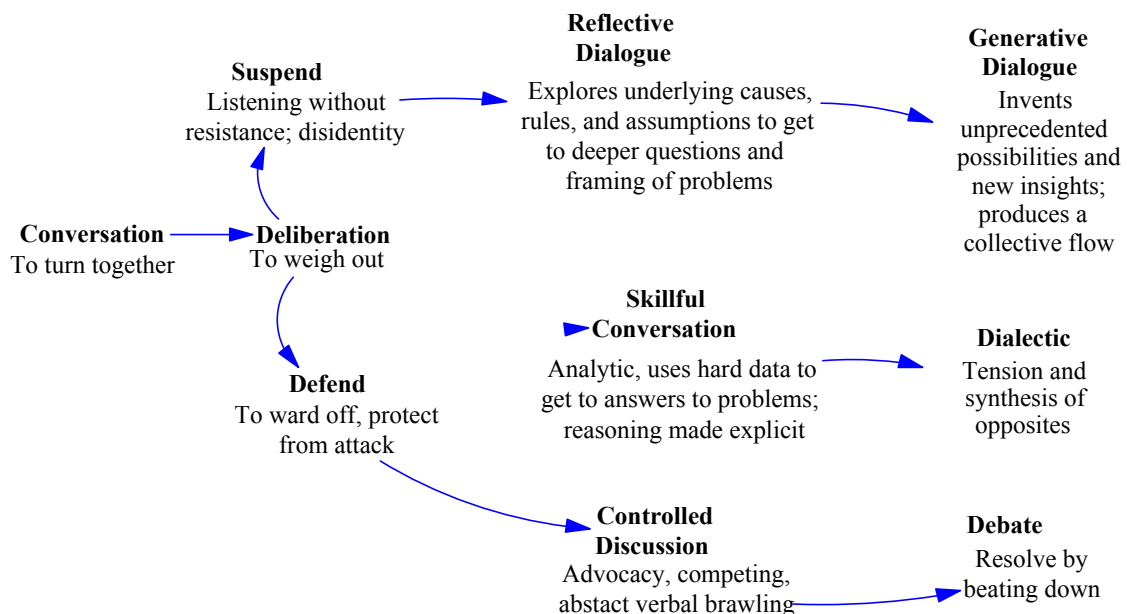 Reflective
Dialogue
Explores underlying causes,
rules, and assumptions to get
to deeper questions and
framing of problems
Generative
Dialogue
Invents
unprecedented
possibilities and
new insights;
produces a
collective flow
Suspend
Listening without
resistance; disidentity
Conversation
To turn together
Deliberation
To weigh out
Skillful
Conversation
Analytic, uses hard data to
get to answers to problems;
reasoning made explicit
Dialectic
Tension and
synthesis of
opposites
Defend
To ward off, protect
from attack
Controlled
Discussion
Advocacy, competing,
abstact verbal brawling
Debate
Resolve by
beating down